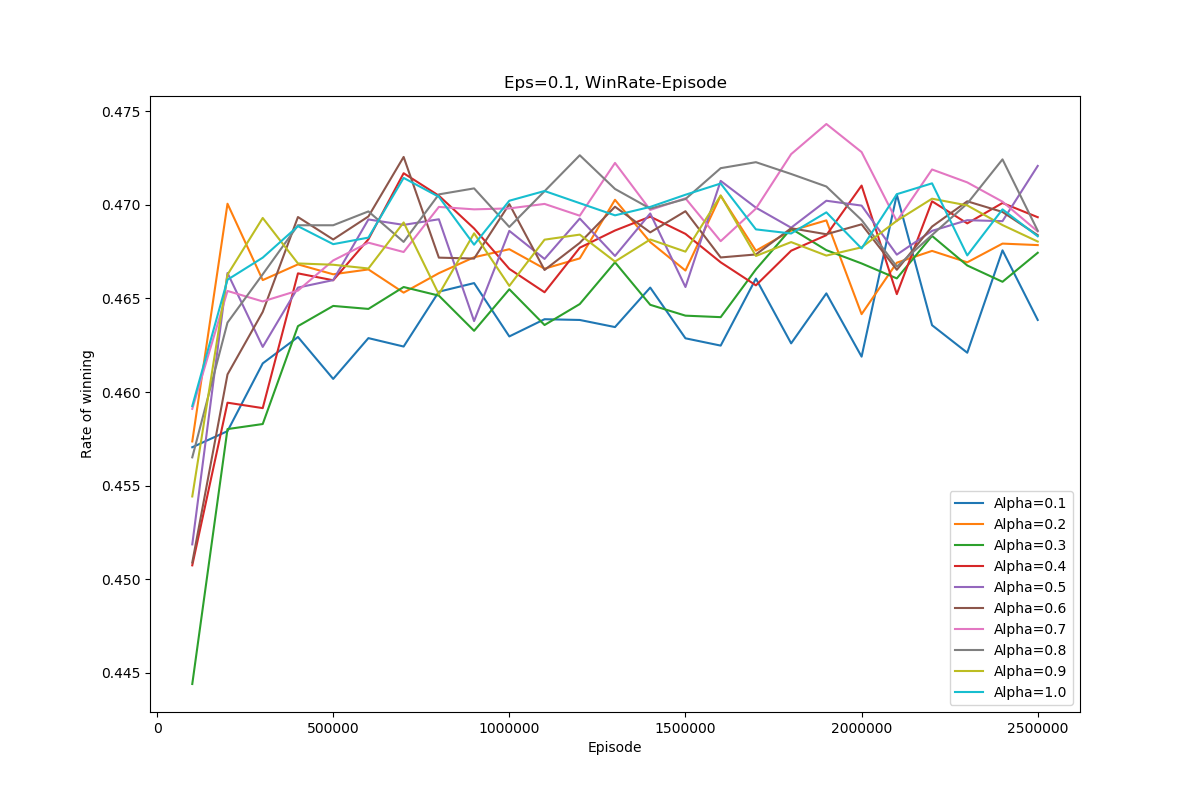 Eps=0.1, WinRate-Episode
0.475
0.470
0.465
0.460
0.455
0.450
0.445
Rate of winning
0
500000
1000000
1500000
2000000
2500000
Episode
Alpha=0.1
Alpha=0.2
Alpha=0.3
Alpha=0.4
Alpha=0.5
Alpha=0.6
Alpha=0.7
Alpha=0.8
Alpha=0.9
Alpha=1.0